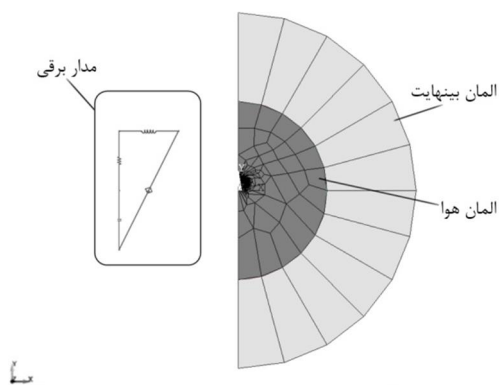 مدار برقی
المان بینهایت
المان هوا
Y
Z X